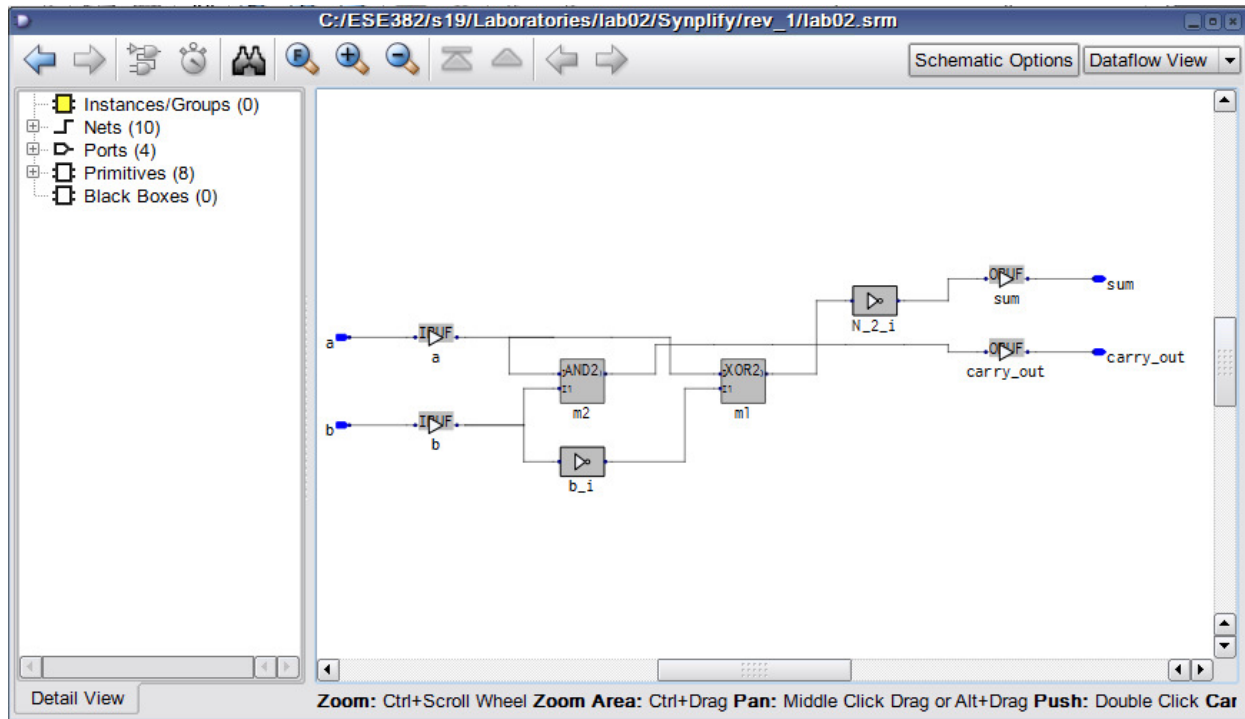 C:/ESE382/s19/Laboratories/lab02/Synplify/rev_1/lab02.srm
F
Schematic Options
Dataflow View
Instances/Groups (0)
Nets (10)
Ports (4)
Primitives (8)
Black Boxes (0)
OBUF
sum
sum
N_2_i
a
IBUF
a
OBUF
carry_out
carry_out
AND2
I1
m2
XOR2
I1
m1
b
IBUF
b
b_i
Detail View
Zoom: Ctrl+Scroll Wheel Zoom Area: Ctrl+Drag Pan: Middle Click Drag or Alt+Drag Push: Double Click Car